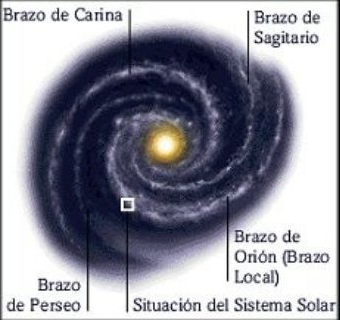 Brazo de Carina
Brazo de
Sagitario
Brazo de
Orión (Brazo
Local)
Brazo
de Perseo
Situación del Sistema Solar